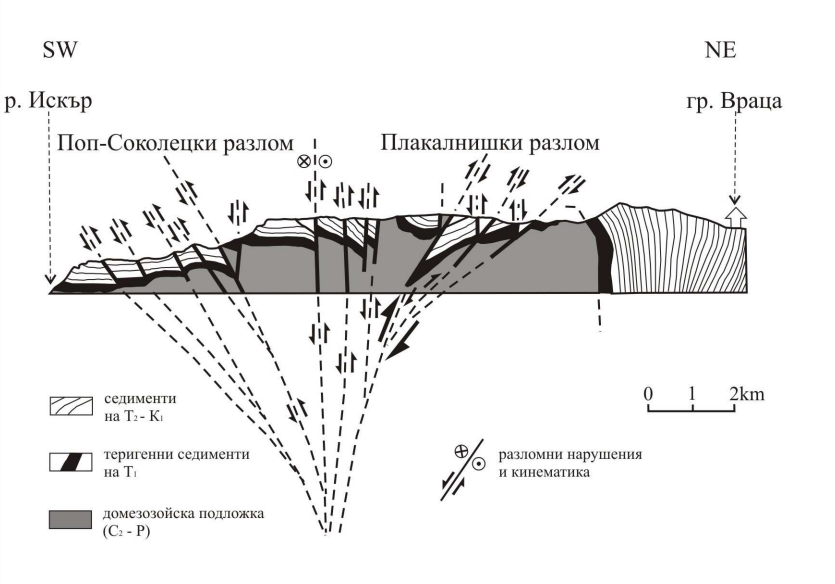 SW
NE
р. Искър
гр. Враца
Поп-Соколецки разлом
Плакалнишки разлом
седименти
на T₂ - K₁
теригенни седименти
на T₁
домезозойска подложка
(C₂ - P)
0 1 2km
разломни нарушения
и кинематика